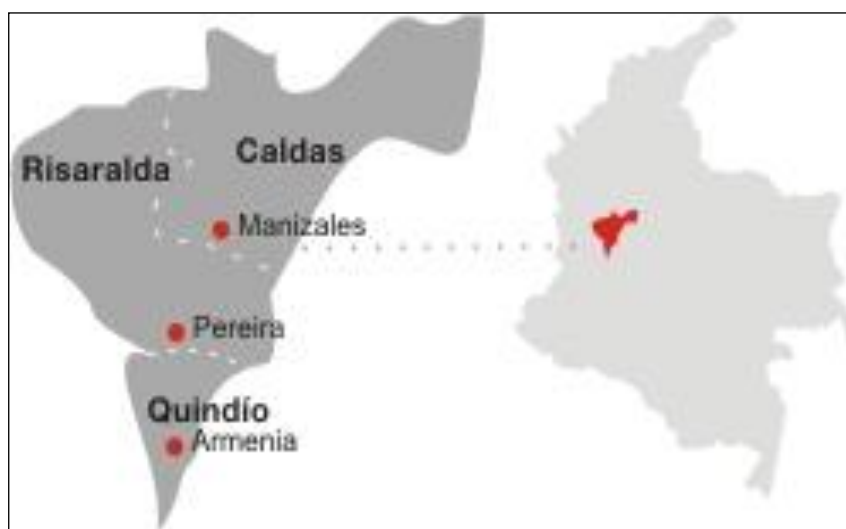 Caldas
Risaralda
Manizales
Pereira
Quindío
Armenia